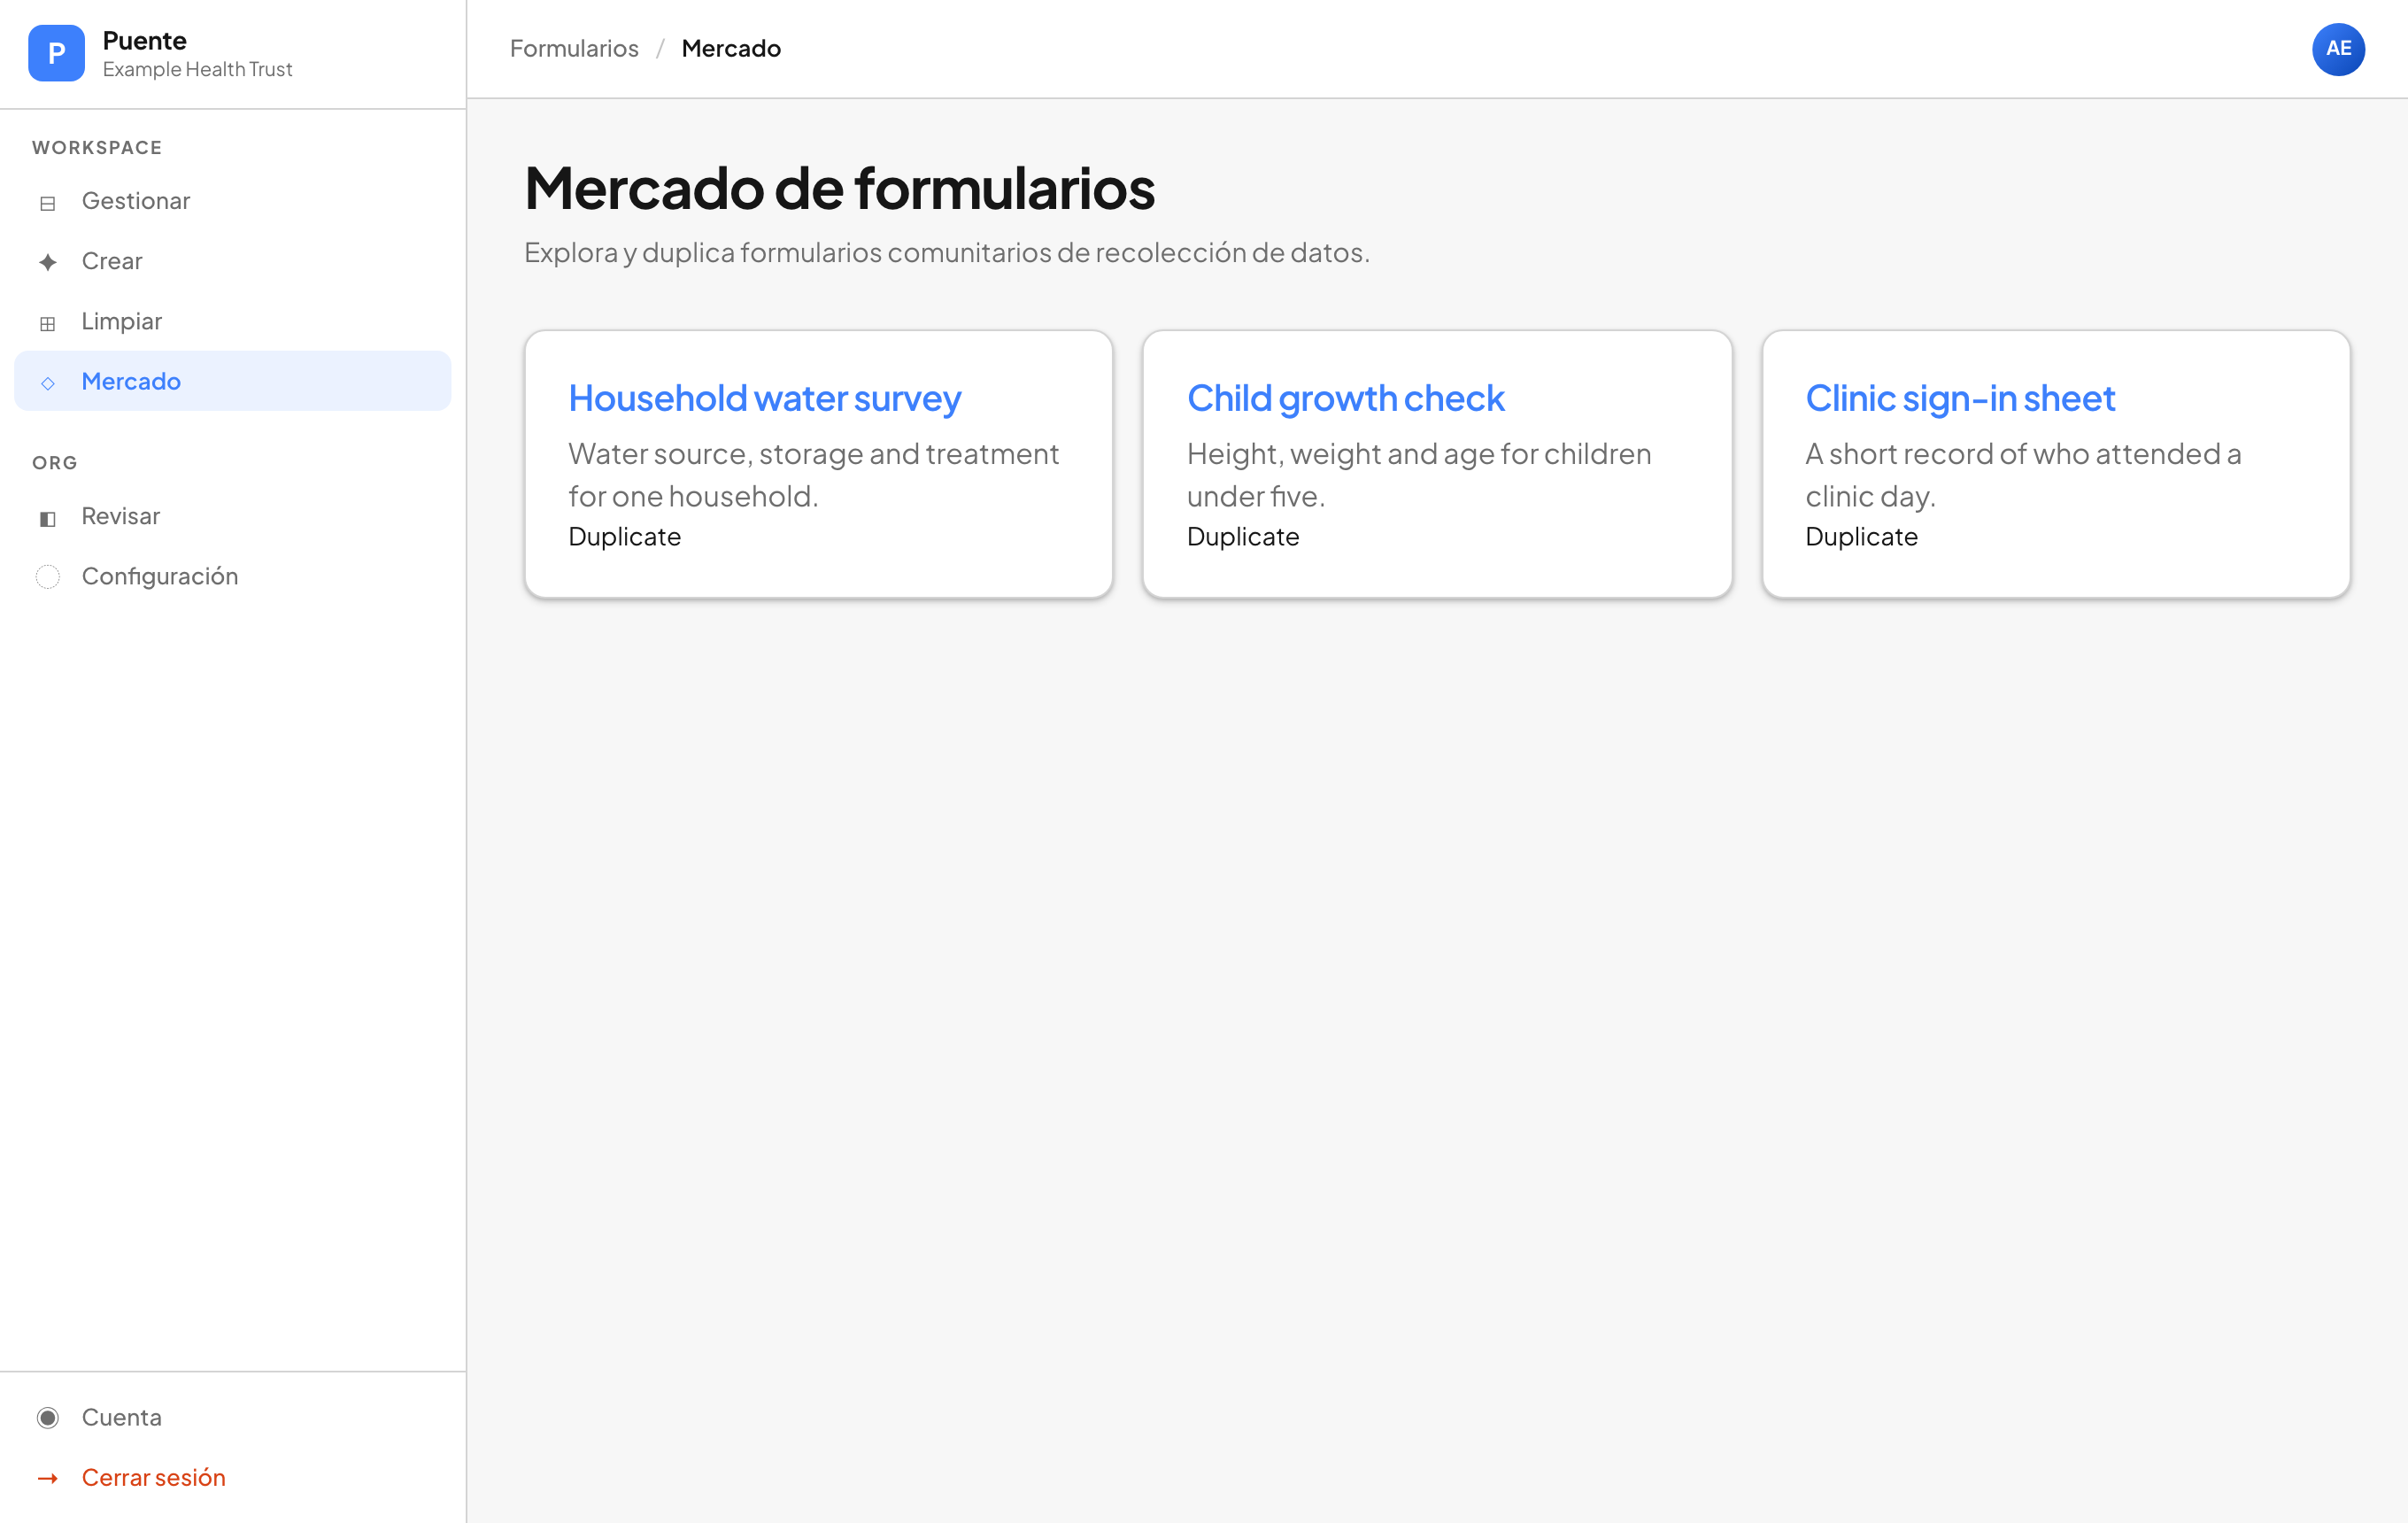 P
Puente
Example Health Trust
WORKSPACE
Gestionar
Crear
Limpiar
Mercado
ORG
Revisar
Configuración
Cuenta
Cerrar sesión
Formularios / Mercado
AE
Mercado de formularios
Explora y duplica formularios comunitarios de recolección de datos.
Household water survey
Water source, storage and treatment
for one household.
Duplicate
Child growth check
Height, weight and age for children
under five.
Duplicate
Clinic sign-in sheet
A short record of who attended a
clinic day.
Duplicate